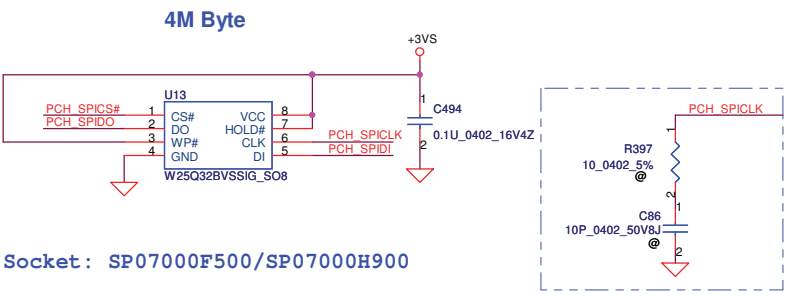 4M Byte
+3VS
U13
C494
0.1U_0402_16V4Z
1
2
PCH_SPICS#
PCH_SPIDO
1 CS# VCC 8
2 DO HOLD# 7
3 WP# CLK 6
4 GND DI 5
PCH_SPICLK
PCH_SPIDI
W25Q32BVSSIG_SO8
PCH_SPICLK
1
R397
10_0402_5%
@
2
1
C86
10P_0402_50V8J
@
2
Socket: SP07000F500/SP07000H900